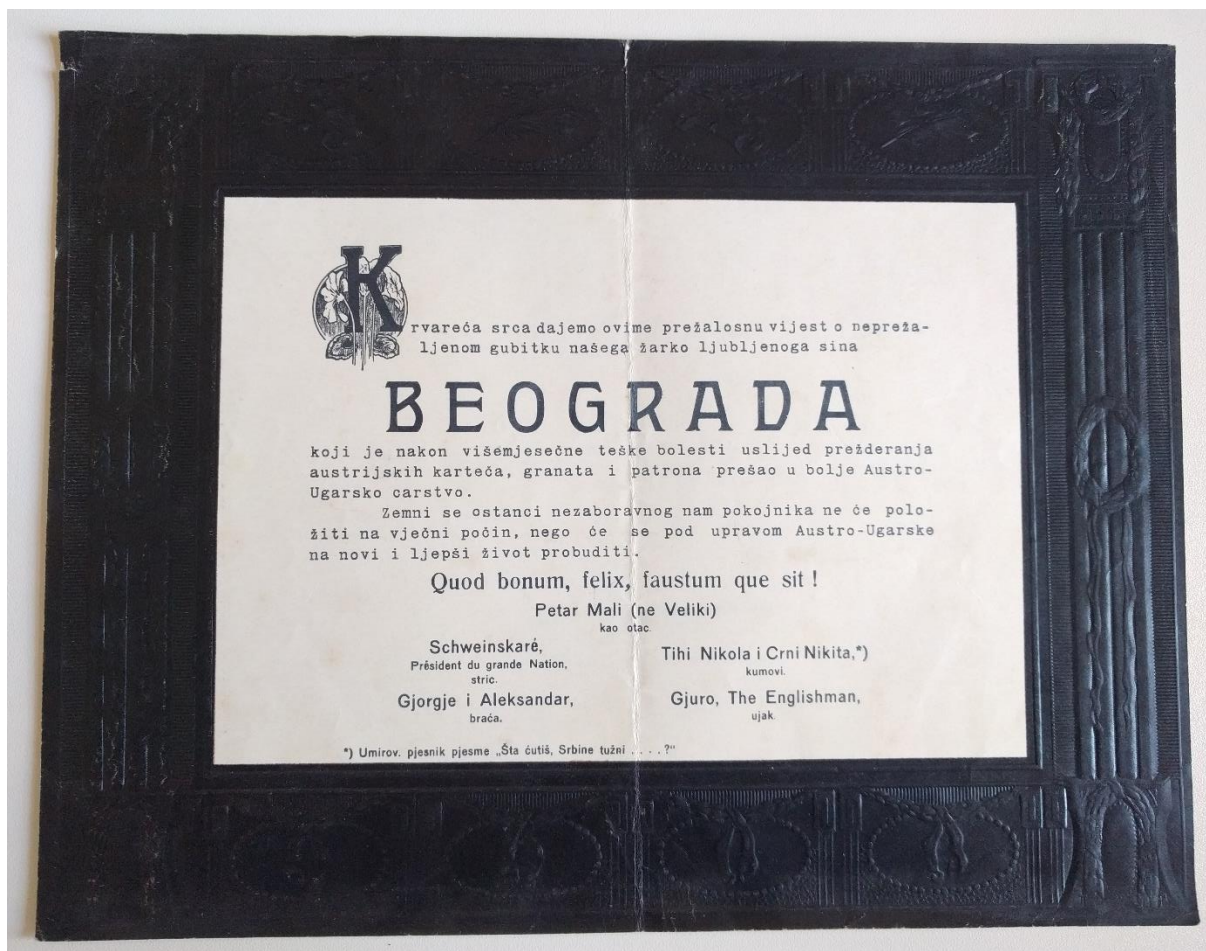 Krvareća srca dajemo ovime prežalosnu vijest o nepreža-
ljenom gubitku našega žarko ljubljenoga sina
BEOGRADA
koji je nakon višemjesečne teške bolesti uslijed prežderanja
austrijskih karteča, granata i patrona prešao u bolje Austro-
Ugarsko carstvo.
Zemni se ostanci nezaboravnog nam pokojnika ne će polo-
žiti na vječni počin, nego će se pod upravom Austro-Ugarske
na novi i ljepši život probuditi.
Quod bonum, felix, faustum que sit !
Petar Mali (ne Veliki)
kao otac.
Schweinskaré,
Président du grande Nation,
stric.
Tihi Nikola i Crni Nikita,*)
kumovi.
Gjorgje i Aleksandar,
braća.
Gjuro, The Englishman,
ujak.
*) Umirov. pjesnik pjesme „Šta ćutiš, Srbine tužni . . . . ?"